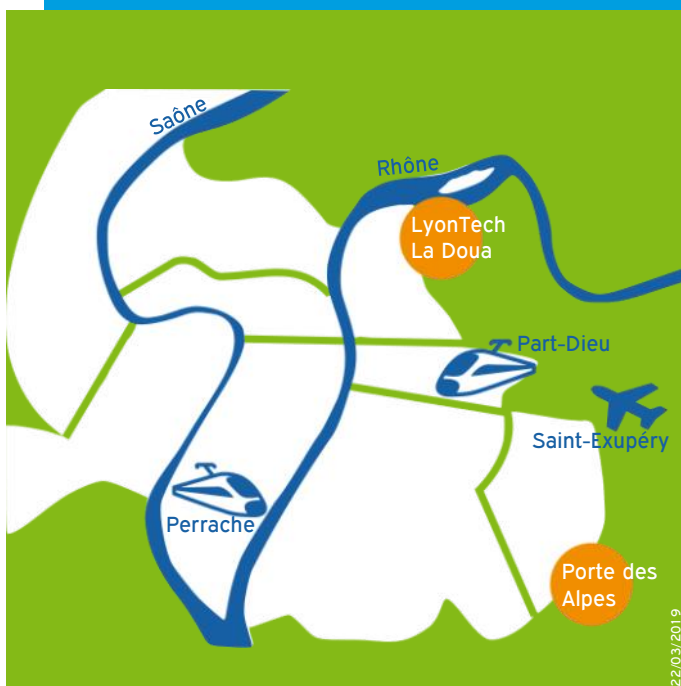 Saône
Rhône
LyonTech
La Doua
Part-Dieu
Saint-Exupéry
Perrache
Porte des
Alpes
22/03/2019